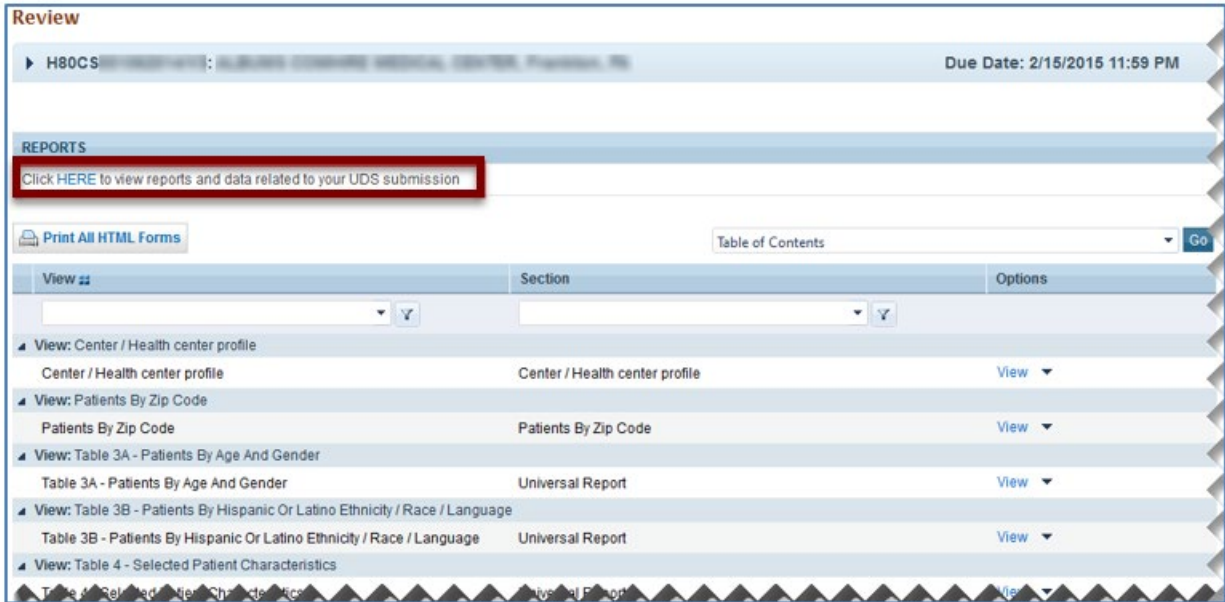 Review
H80CS
Due Date: 2/15/2015 11:59 PM
REPORTS
Click HERE to view reports and data related to your UDS submission
Print All HTML Forms
Table of Contents
Go
View
Section
Options
View: Center / Health center profile
Center / Health center profile Center / Health center profile View
View: Patients By Zip Code
Patients By Zip Code Patients By Zip Code View
View: Table 3A - Patients By Age And Gender
Table 3A - Patients By Age And Gender Universal Report View
View: Table 3B - Patients By Hispanic Or Latino Ethnicity / Race / Language
Table 3B - Patients By Hispanic Or Latino Ethnicity / Race / Language Universal Report View
View: Table 4 - Selected Patient Characteristics